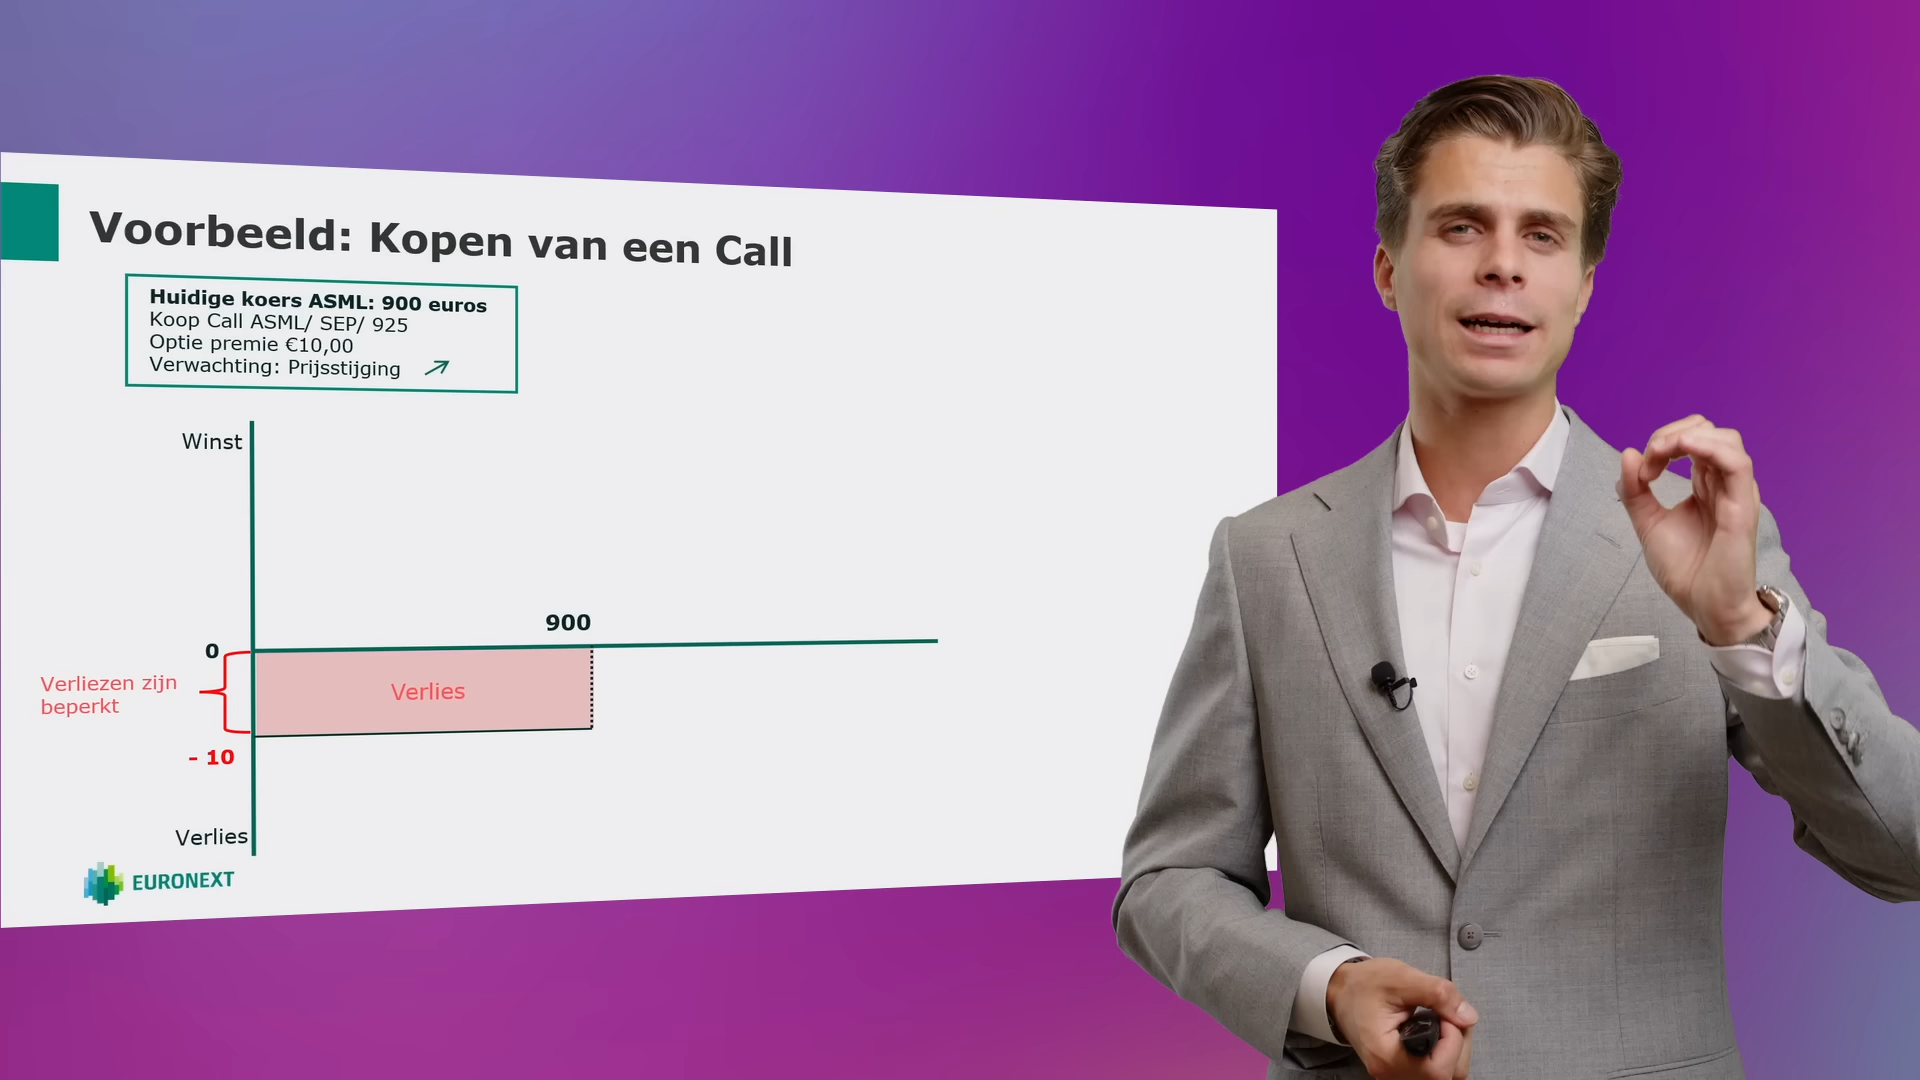 Voorbeeld: Kopen van een Call
Huidige koers ASML: 900 euros
Koop Call ASML/ SEP/ 925
Optie premie €10,00
Verwachting: Prijsstijging
Winst
900
0
Verliezen zijn
beperkt
Verlies
- 10
Verlies
EURONEXT